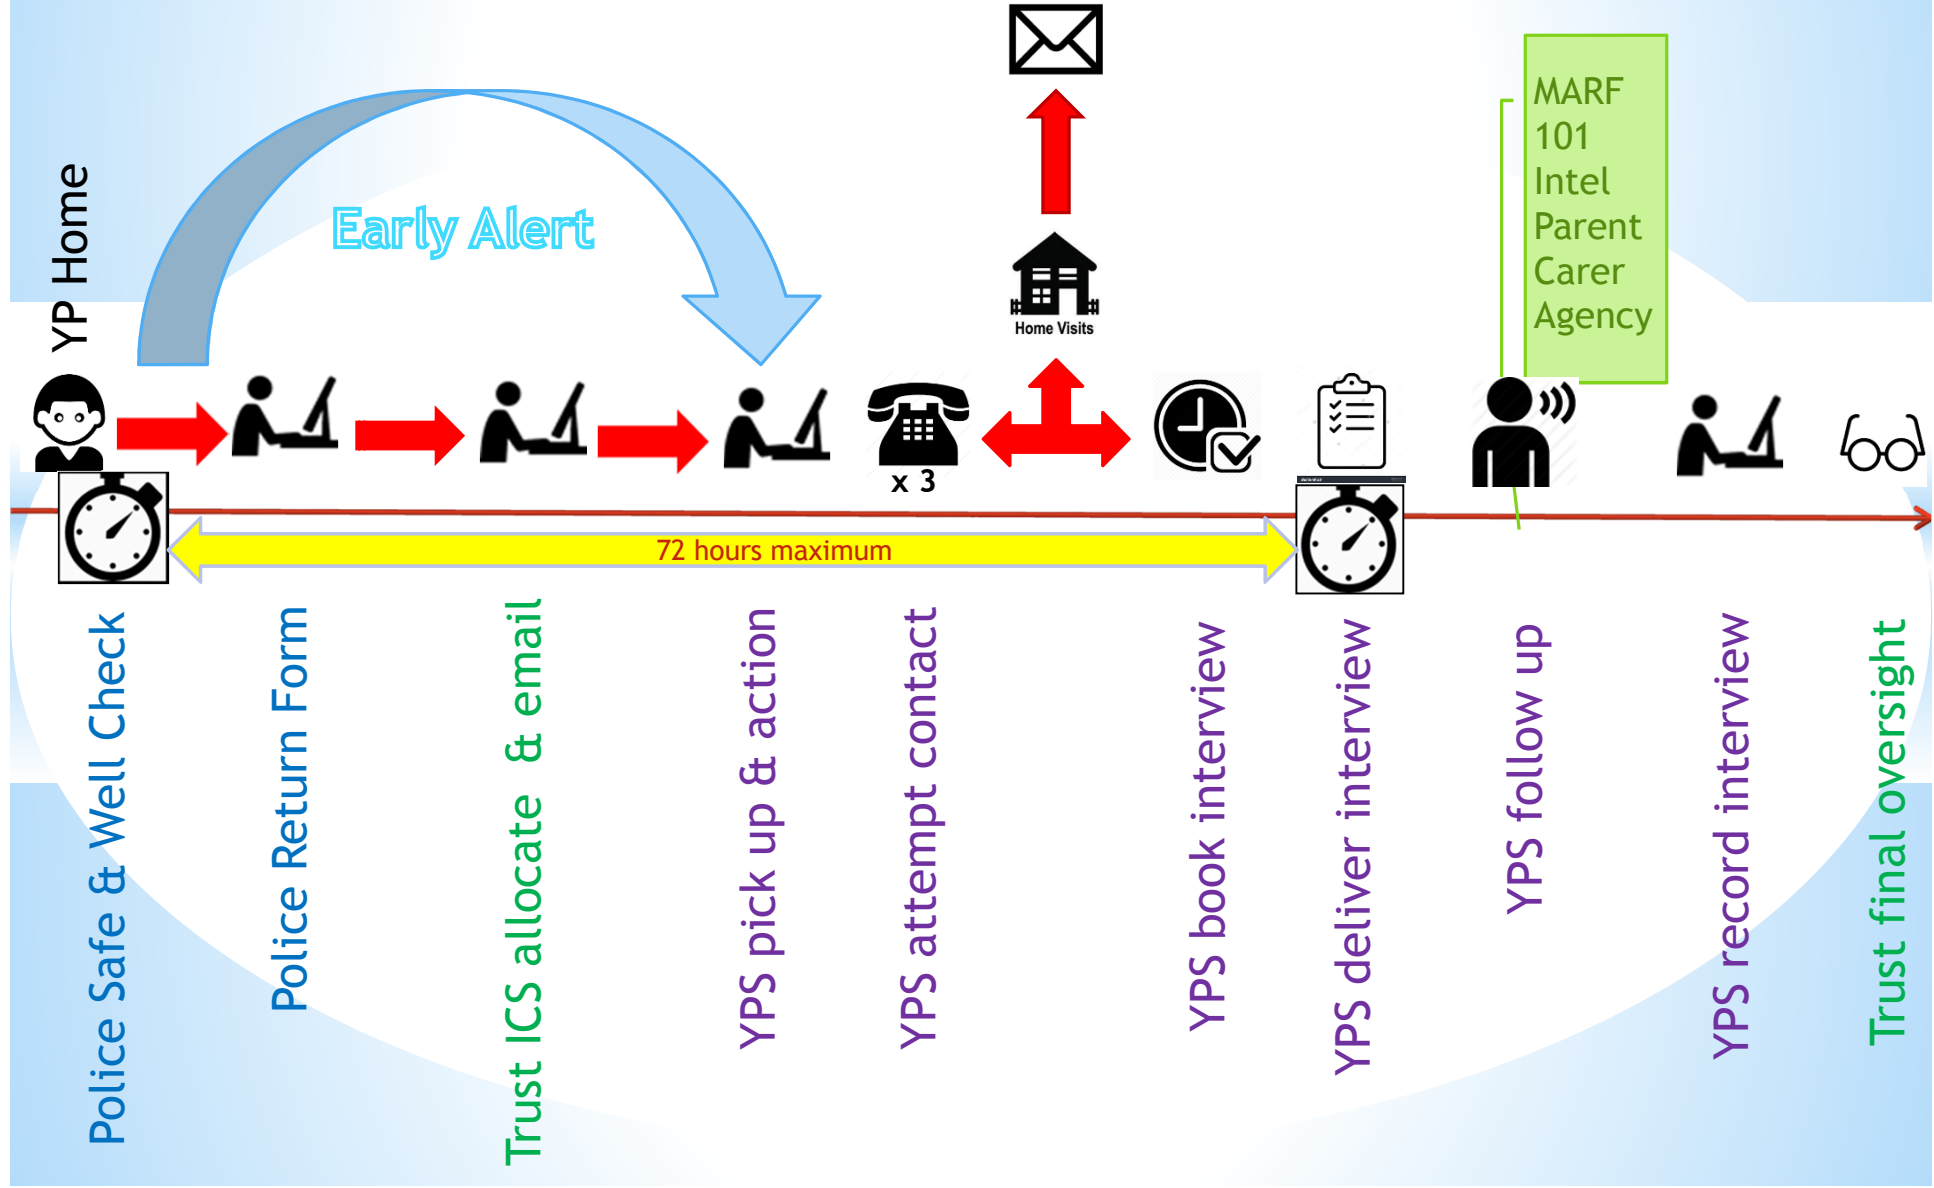 MARF
101
Intel
Parent
Carer
Agency
YP Home
Early Alert
Home Visits
x 3
72 hours maximum
Police Safe & Well Check
Police Return Form
Trust ICS allocate & email
YPS pick up & action
YPS attempt contact
YPS book interview
YPS deliver interview
YPS follow up
YPS record interview
Trust final oversight